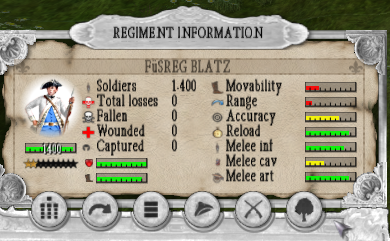 REGIMENT INFORMATION
FüSREG BLATZ
Soldiers 1.400 Movability
Total losses 0 Range
Fallen 0 Accuracy
Wounded 0 Reload
Captured 0 Melee inf
1400 Melee cav
Melee art